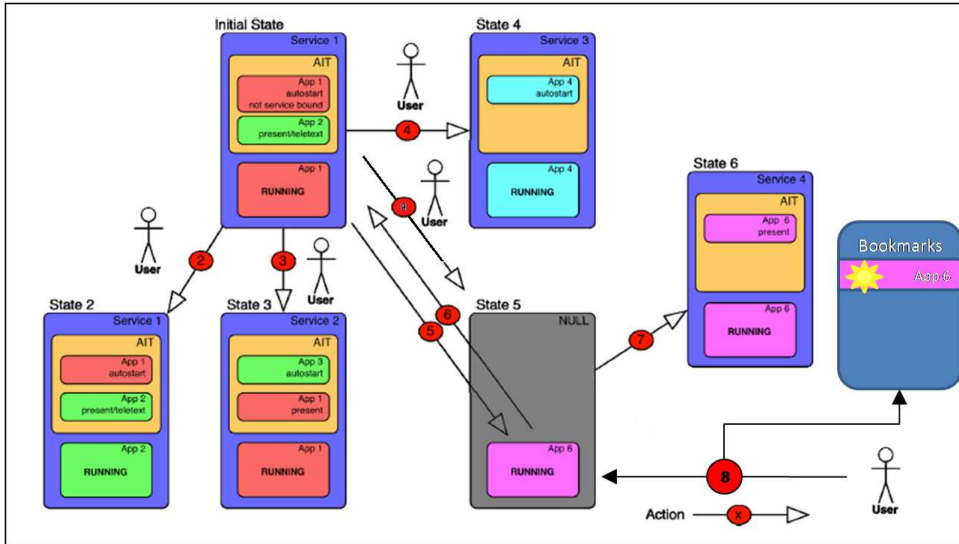 Initial State
Service 1
AIT
App 1
autostart
not service bound
App 2
present/teletext
App 1
RUNNING
User
4
State 4
Service 3
AIT
App 4
autostart
App 4
RUNNING
User
User
2
3
User
6
5
7
State 6
Service 4
AIT
App 6
present
App 6
RUNNING
Bookmarks
App 6
State 2
Service 1
AIT
App 1
autostart
App 2
present/teletext
App 2
RUNNING
State 3
Service 2
AIT
App 3
autostart
App 1
present
App 1
RUNNING
State 5
NULL
App 6
RUNNING
8
User
Action
x